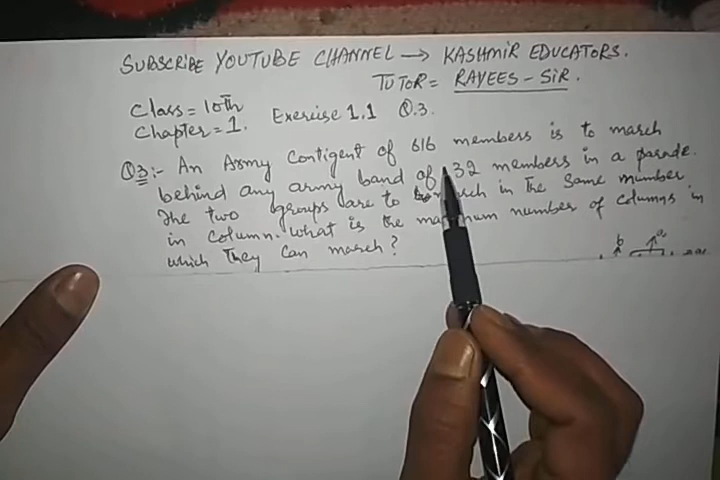 SUBSCRIBE YOUTUBE CHANNEL → KASHMIR EDUCATORS.
TUTOR = RAYEES - SIR.
Class = 10th
Chapter = 1. Exercise 1.1 Q.3.
Q3:- An Army Contigent of 616 members is to march
behind any army band of 32 members in a parade.
The two groups are to march in the same number
in column. What is the maximum number of columns in
which they can march?